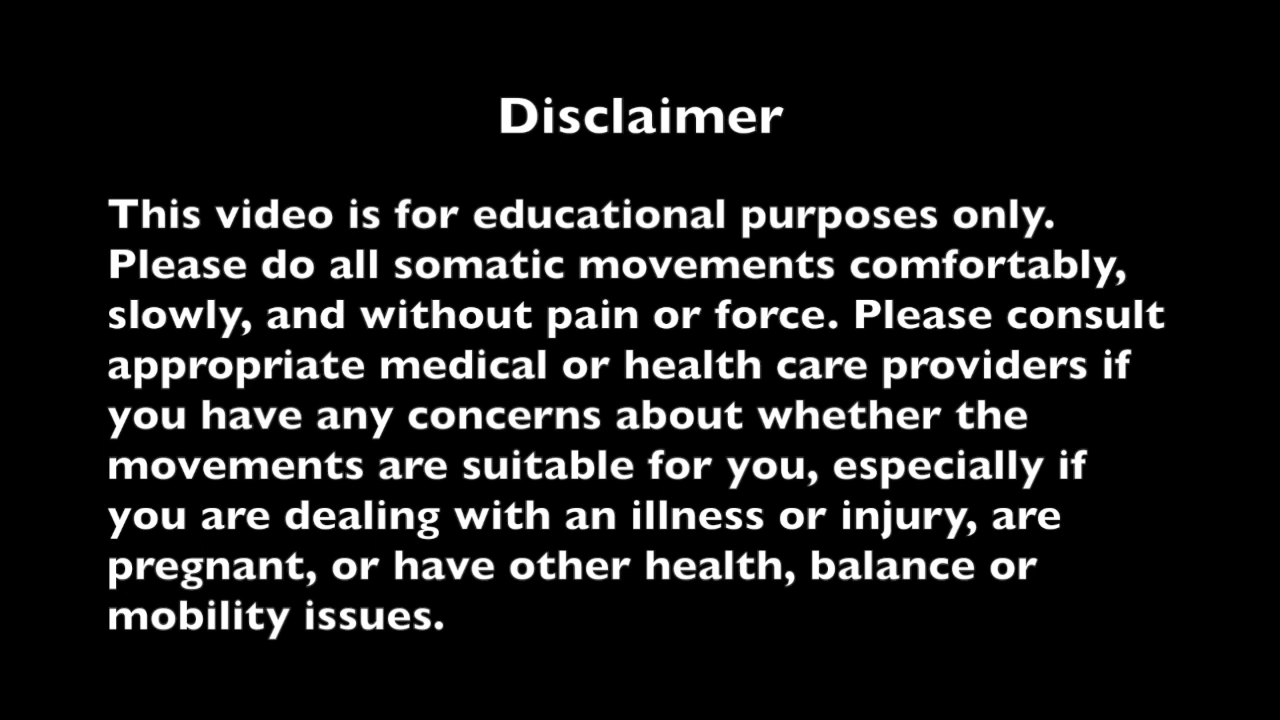 Disclaimer
This video is for educational purposes only.
Please do all somatic movements comfortably,
slowly, and without pain or force. Please consult
appropriate medical or health care providers if
you have any concerns about whether the
movements are suitable for you, especially if
you are dealing with an illness or injury, are
pregnant, or have other health, balance or
mobility issues.